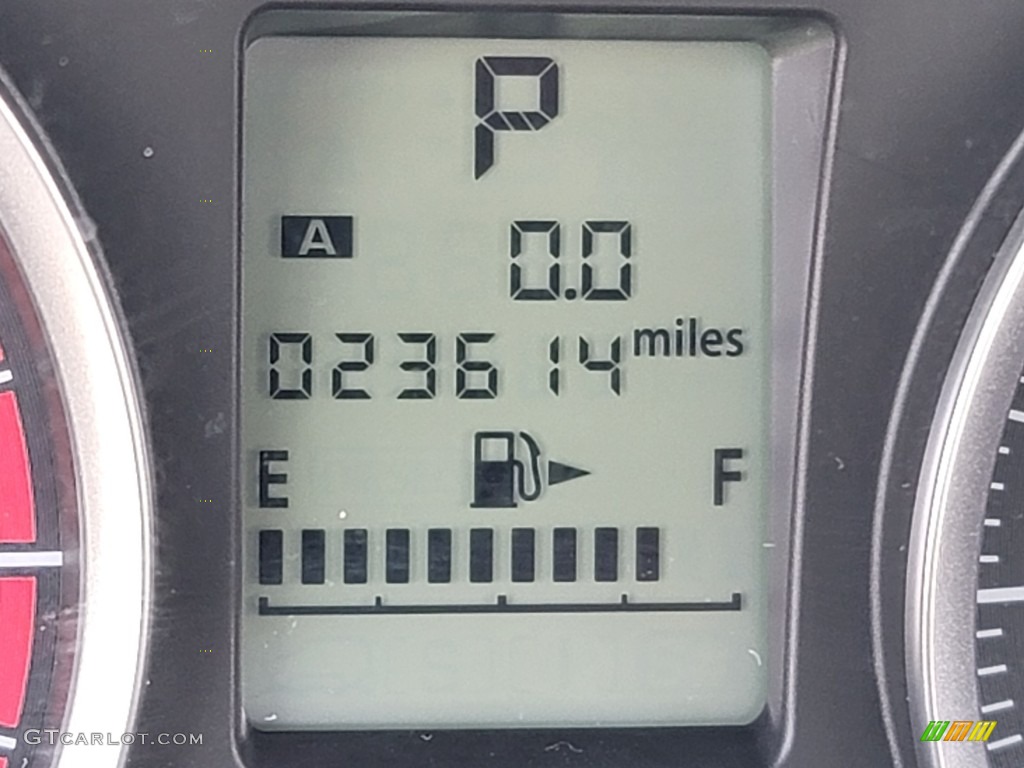 P
A 0.0
023614 miles
E F
GTCARLOT.COM